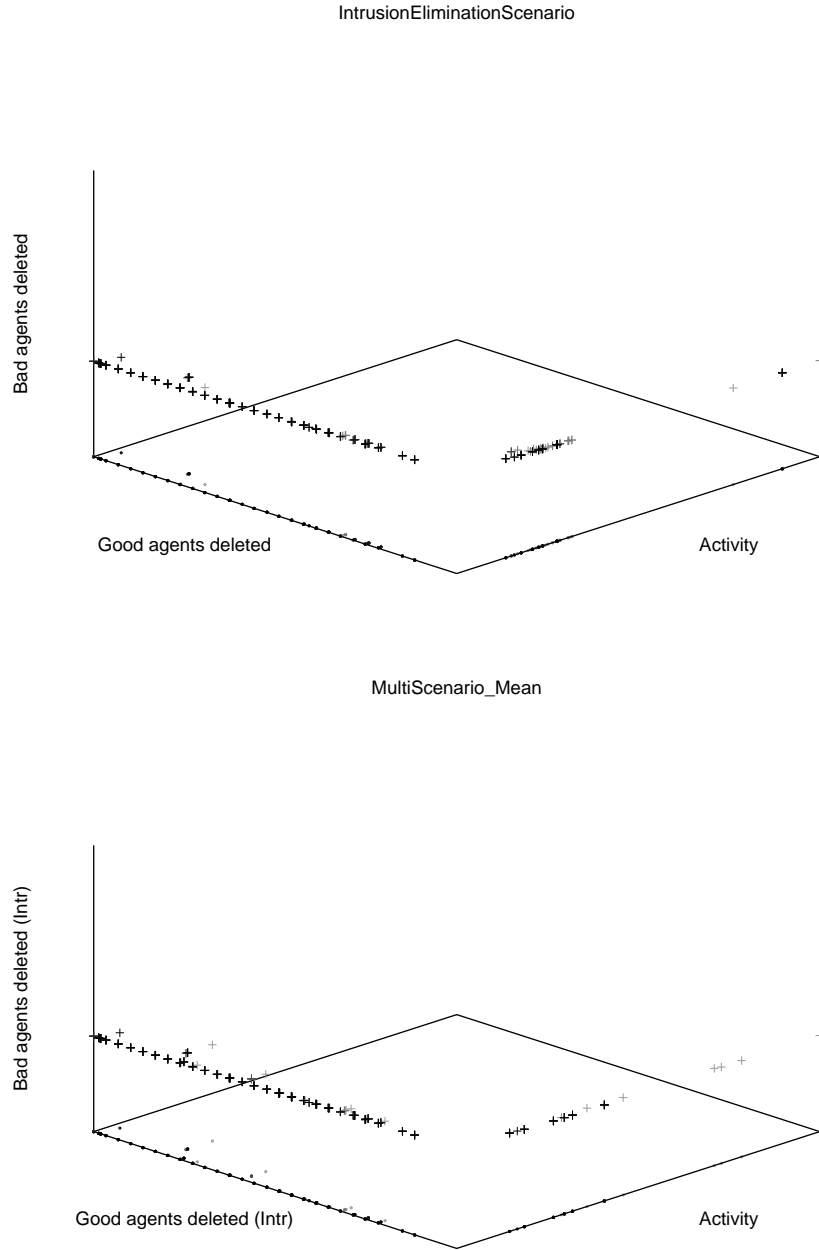 IntrusionEliminationScenario
Bad agents deleted
Good agents deleted
Activity
MultiScenario_Mean
Bad agents deleted (Intr)
Good agents deleted (Intr)
Activity